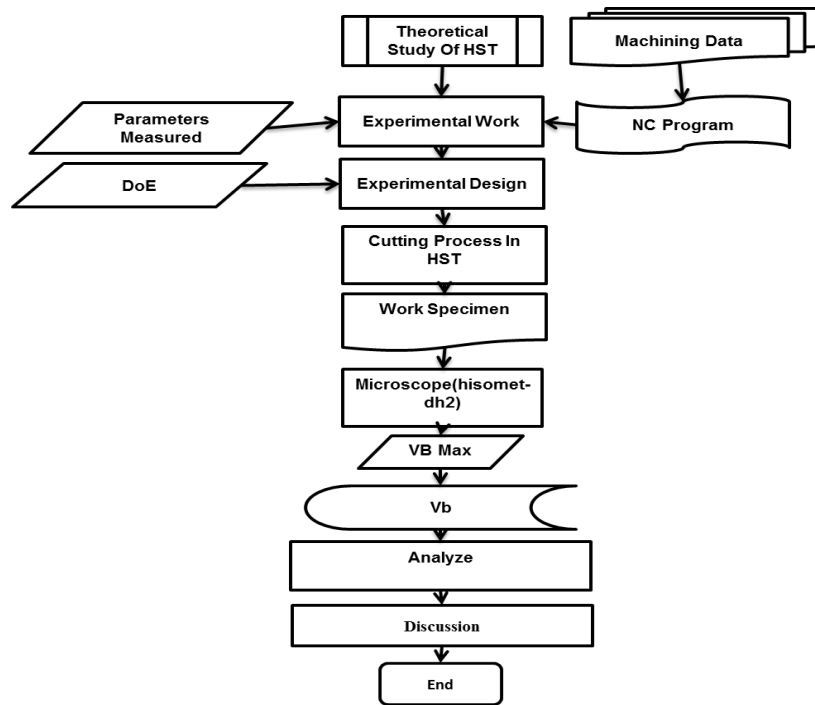 Theoretical
Study Of HST
Machining Data
Parameters
Measured
Experimental Work
NC Program
DoE
Experimental Design
Cutting Process In
HST
Work Specimen
Microscope(hisomet-
dh2)
VB Max
Vb
Analyze
Discussion
End